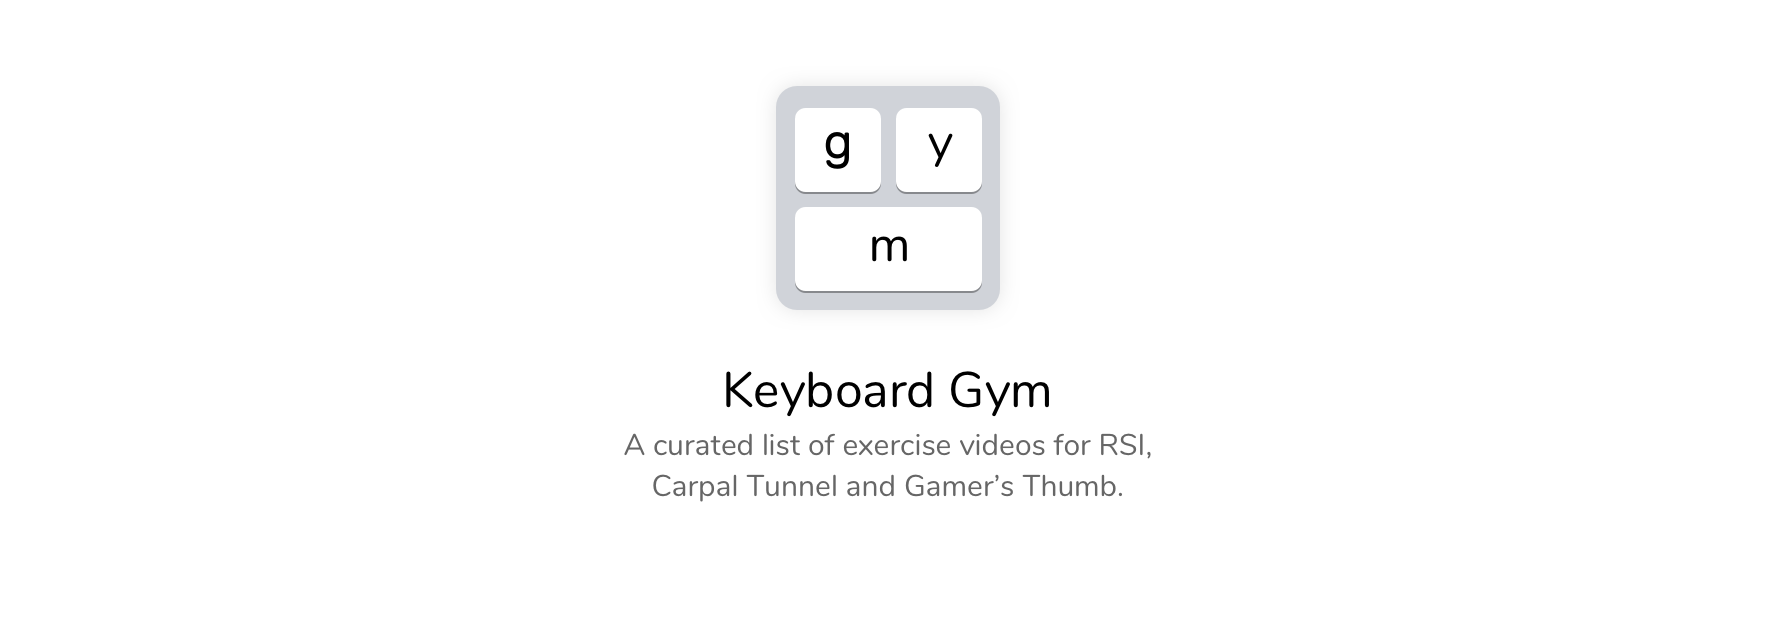 g y
m
Keyboard Gym
A curated list of exercise videos for RSI,
Carpal Tunnel and Gamer’s Thumb.